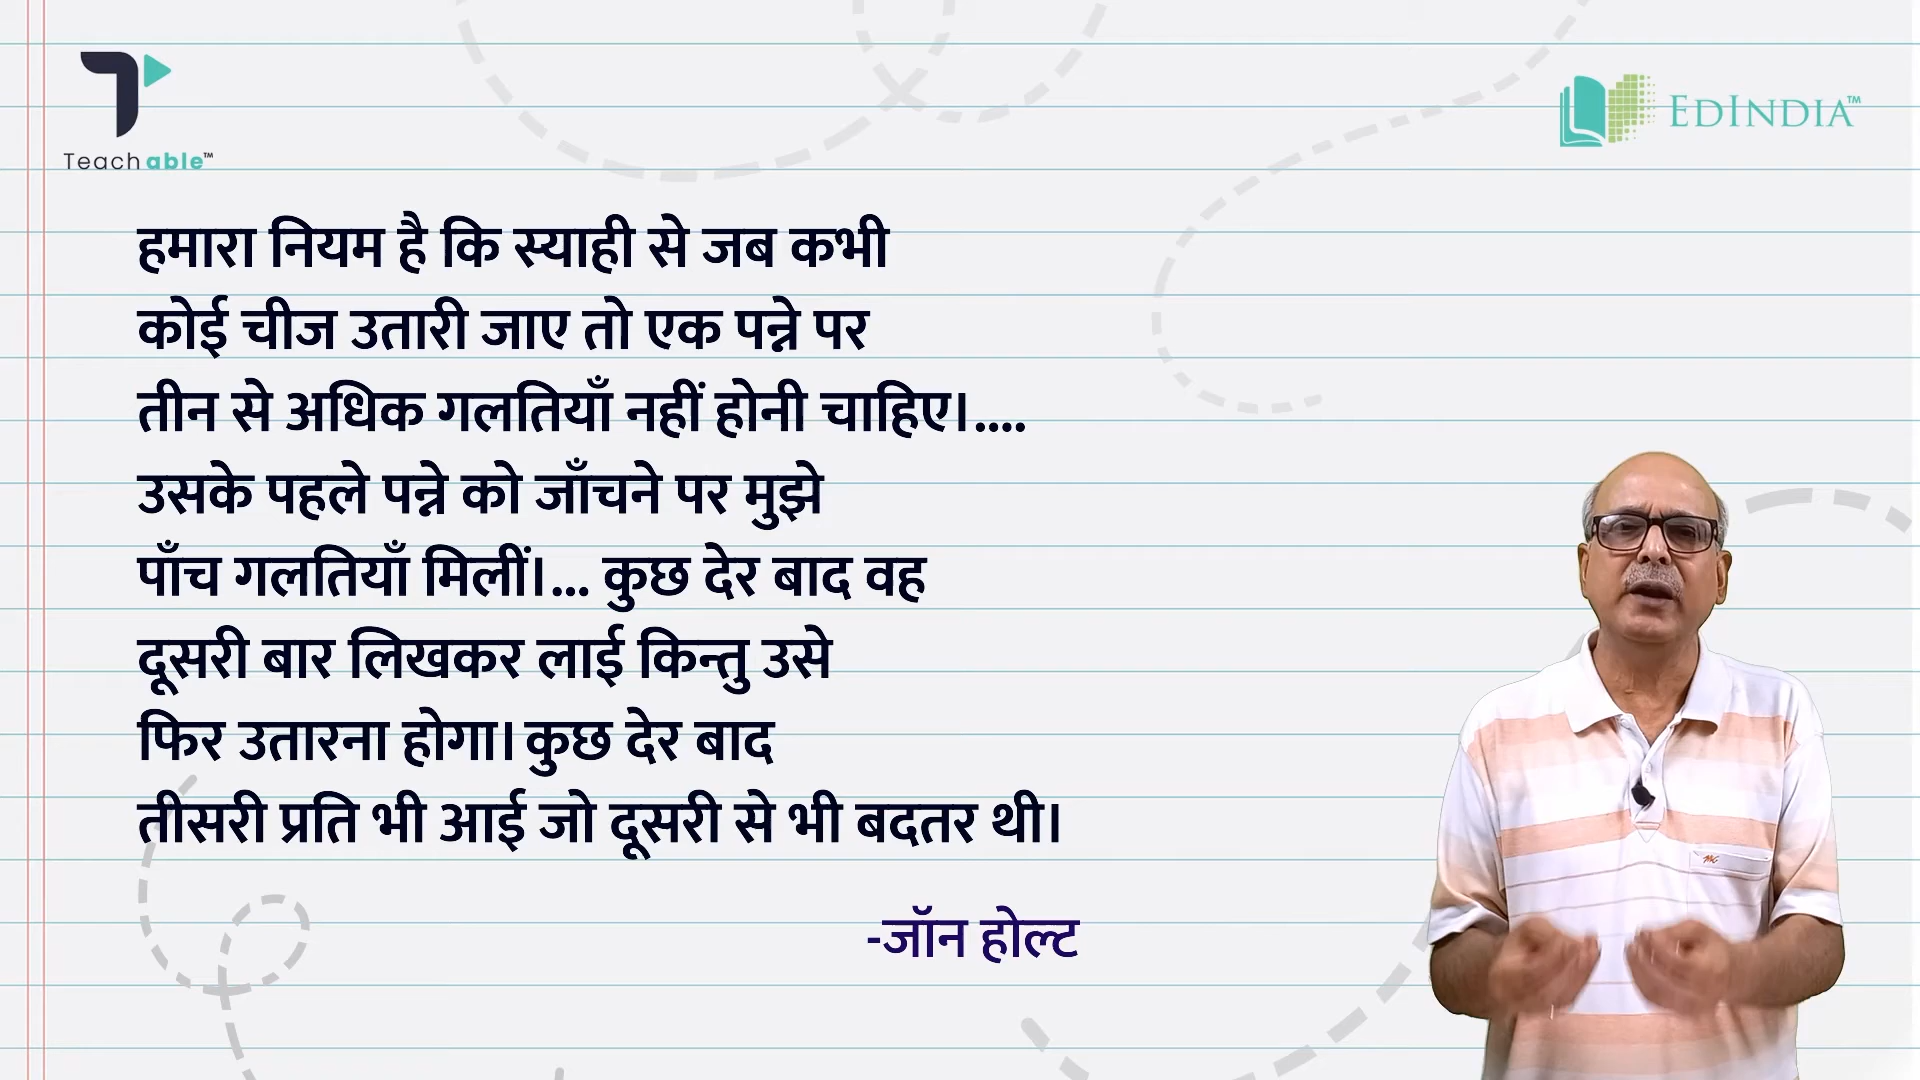 Teachable™
EDINDIA™
हमारा नियम है कि स्याही से जब कभी
कोई चीज उतारी जाए तो एक पन्ने पर
तीन से अधिक गलतियाँ नहीं होनी चाहिए।....
उसके पहले पन्ने को जाँचने पर मुझे
पाँच गलतियाँ मिलीं।... कुछ देर बाद वह
दूसरी बार लिखकर लाई किन्तु उसे
फिर उतारना होगा। कुछ देर बाद
तीसरी प्रति भी आई जो दूसरी से भी बदतर थी।
-जॉन होल्ट